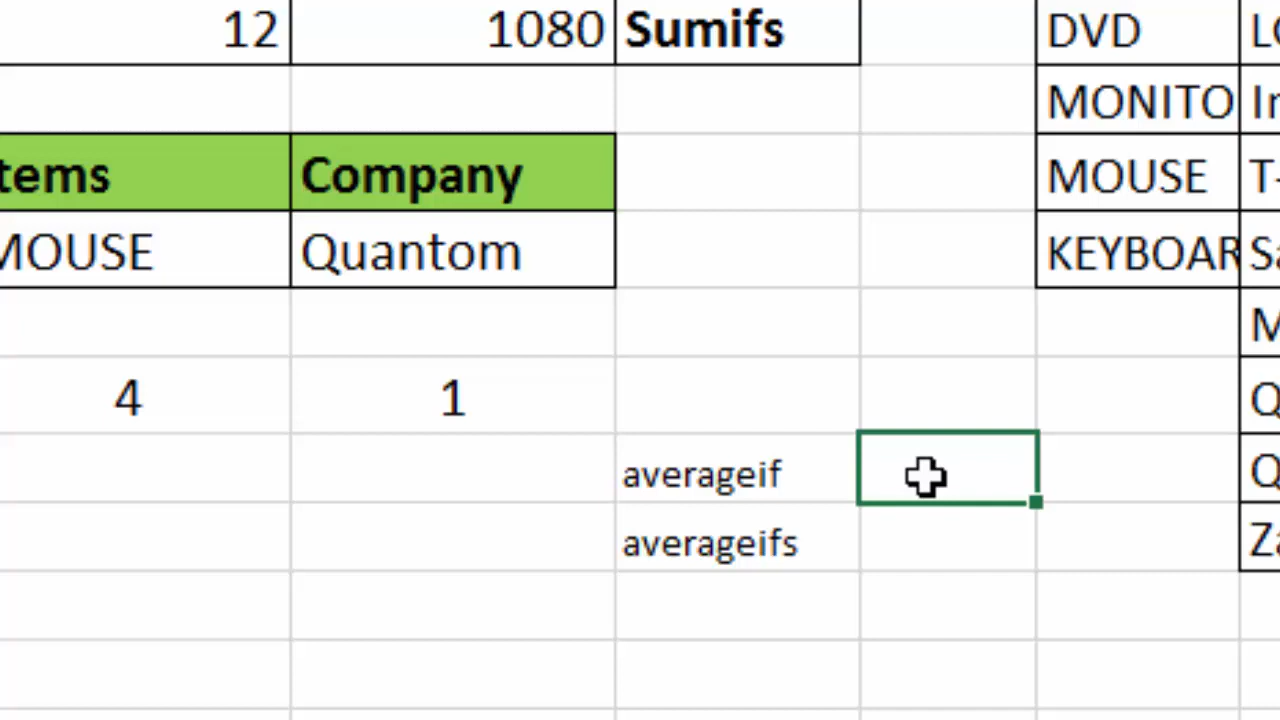 12 1080 Sumifs DVD
MONITO
tems Company MOUSE
MOUSE Quantom KEYBOAR
4 1
averageif
averageifs